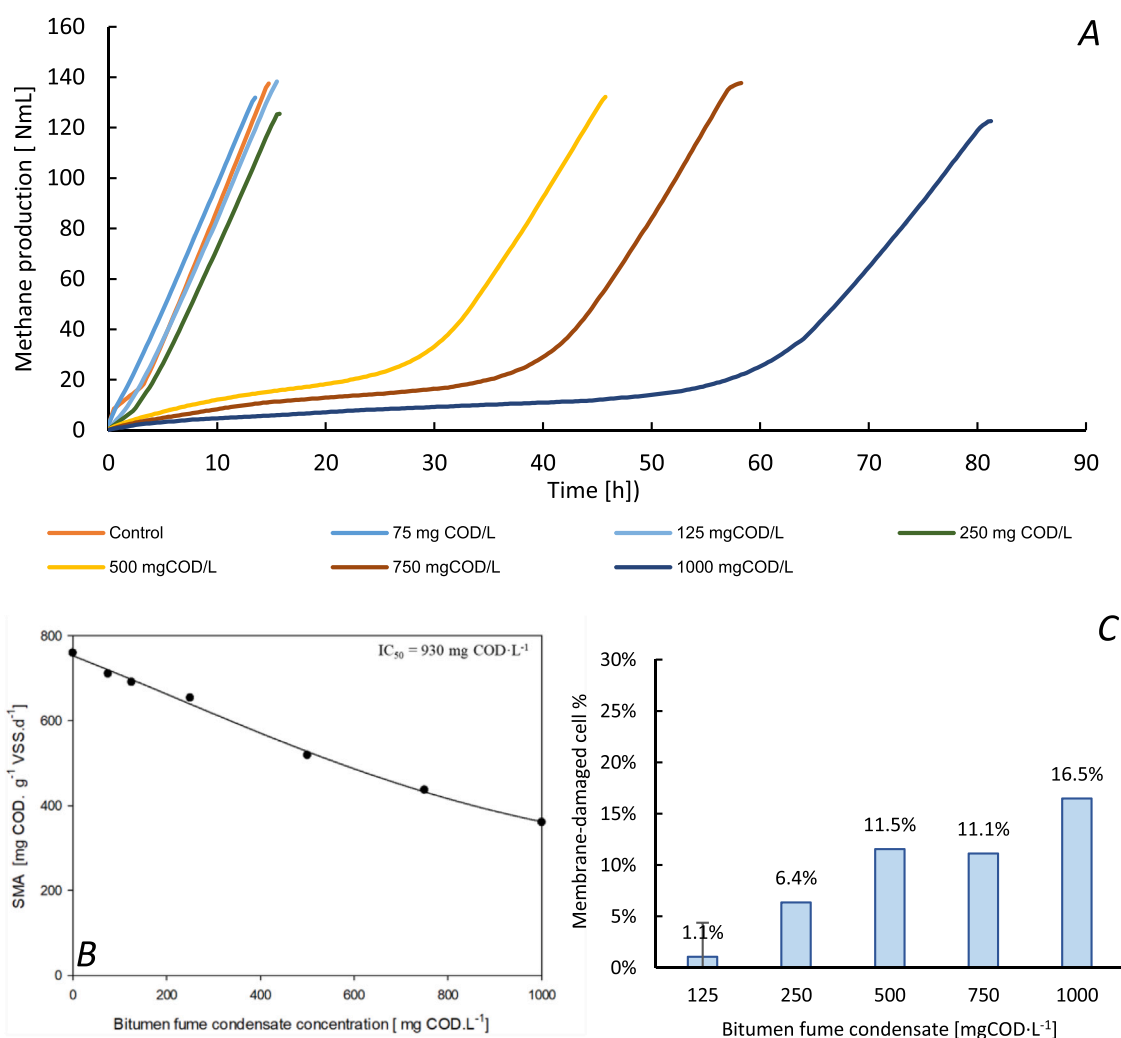 A
160
140
120
100
80
60
40
20
0
Methane production [ NmL]
0 10 20 30 40 50 60 70 80 90
Time [h])
Control 75 mg COD/L 125 mgCOD/L 250 mg COD/L
500 mgCOD/L 750 mgCOD/L 1000 mgCOD/L
800
600
400
200
0
SMA [mg COD. g⁻¹ VSS.d⁻¹]
IC₅₀ = 930 mg COD·L⁻¹
B
0 200 400 600 800 1000
Bitumen fume condensate concentration [ mg COD.L⁻¹]
C
30%
25%
20%
15%
10%
5%
0%
Membrane-damaged cell %
1.1% 6.4% 11.5% 11.1% 16.5%
125 250 500 750 1000
Bitumen fume condensate [mgCOD·L⁻¹]